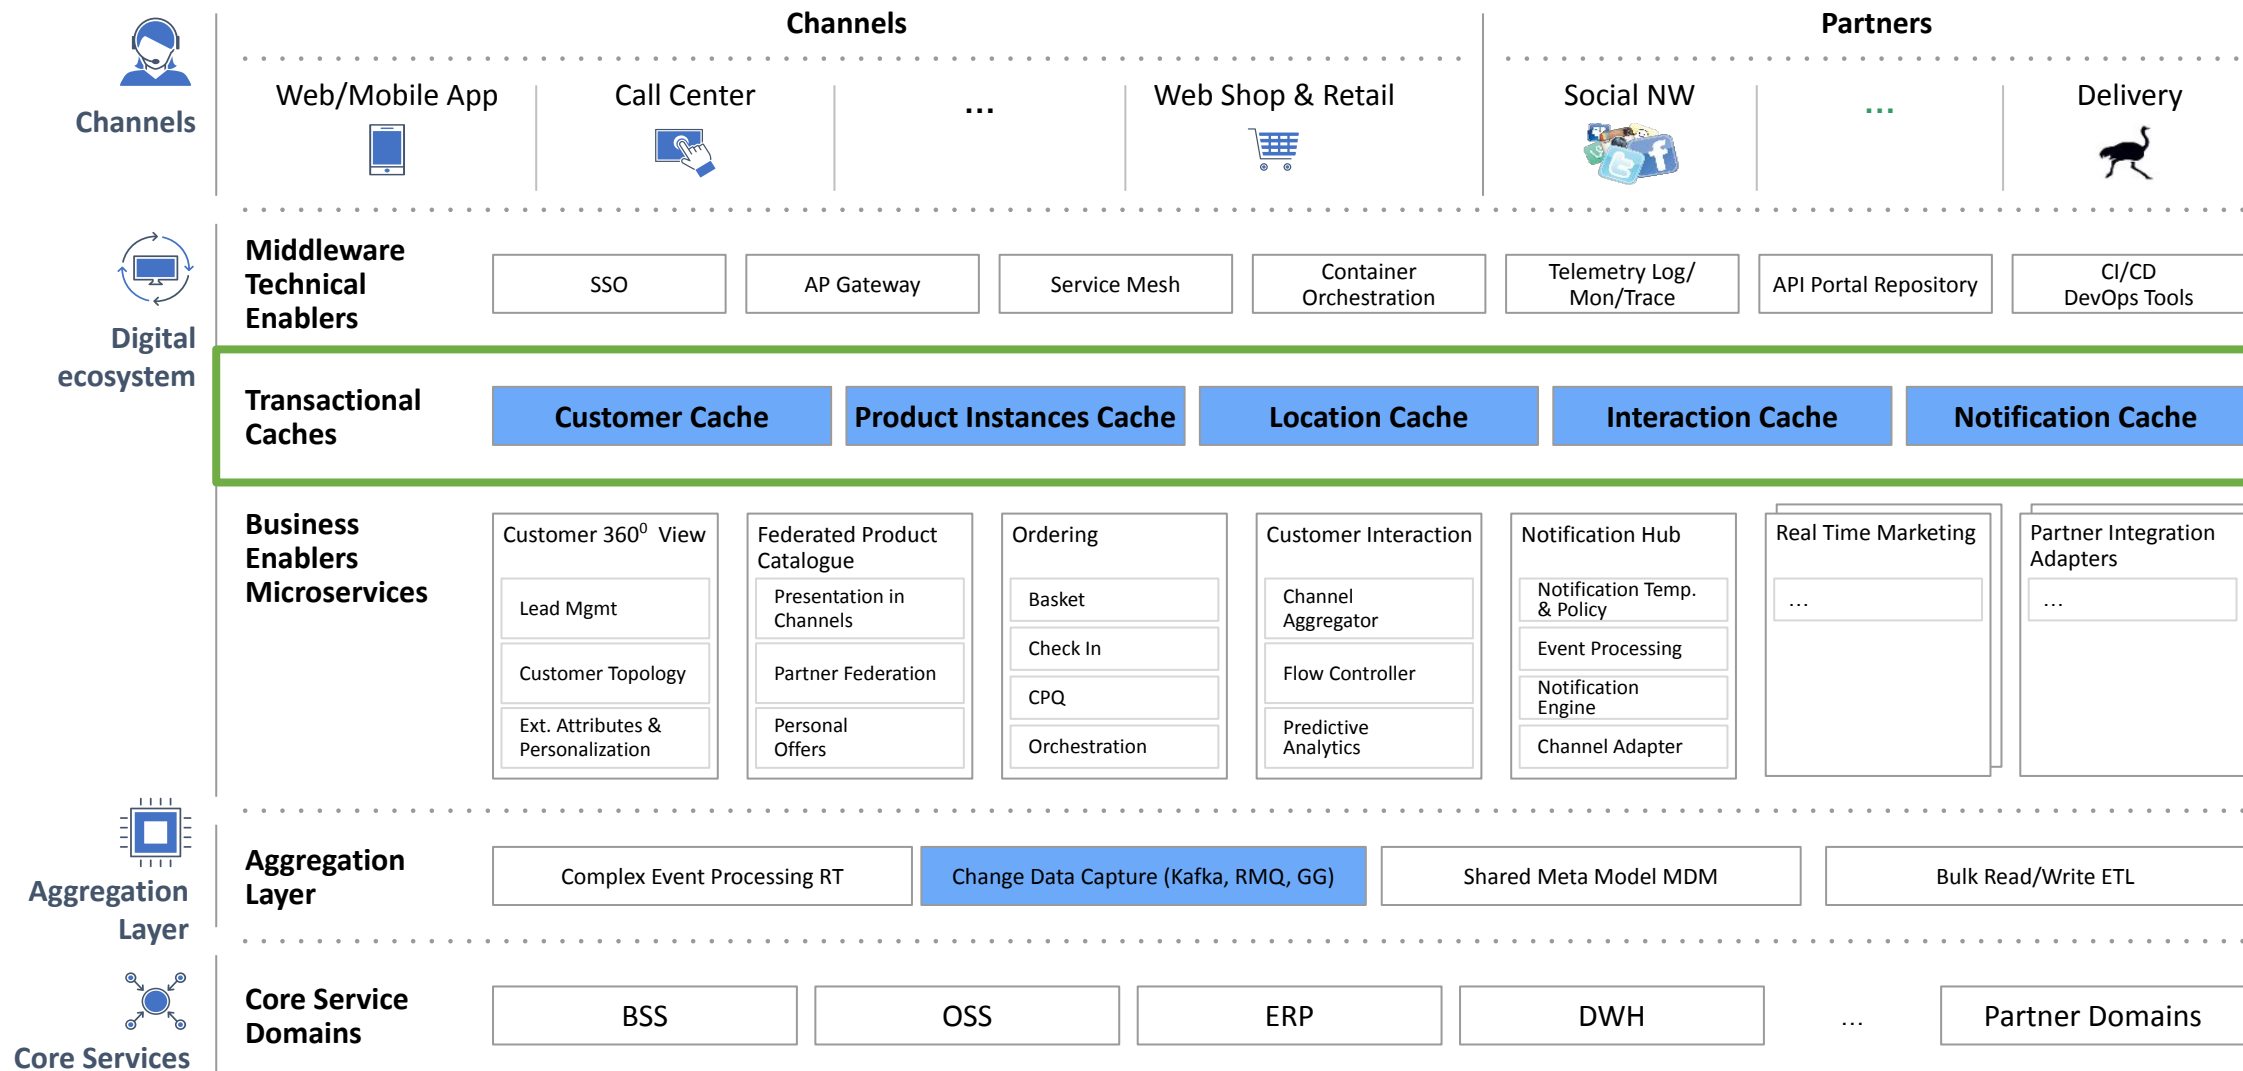 Channels
Partners
Channels
Web/Mobile App
Call Center
...
Web Shop & Retail
Social NW
...
Delivery
Digital
ecosystem
Middleware
Technical
Enablers
SSO
AP Gateway
Service Mesh
Container
Orchestration
Telemetry Log/
Mon/Trace
API Portal Repository
CI/CD
DevOps Tools
Transactional
Caches
Customer Cache
Product Instances Cache
Location Cache
Interaction Cache
Notification Cache
Business
Enablers
Microservices
Customer 360⁰ View
Lead Mgmt
Customer Topology
Ext. Attributes &
Personalization
Federated Product
Catalogue
Presentation in
Channels
Partner Federation
Personal
Offers
Ordering
Basket
Check In
CPQ
Orchestration
Customer Interaction
Channel
Aggregator
Flow Controller
Predictive
Analytics
Notification Hub
Notification Temp.
& Policy
Event Processing
Notification
Engine
Channel Adapter
Real Time Marketing
...
Partner Integration
Adapters
...
Aggregation
Layer
Aggregation
Layer
Complex Event Processing RT
Change Data Capture (Kafka, RMQ, GG)
Shared Meta Model MDM
Bulk Read/Write ETL
Core Services
Core Service
Domains
BSS
OSS
ERP
DWH
...
Partner Domains